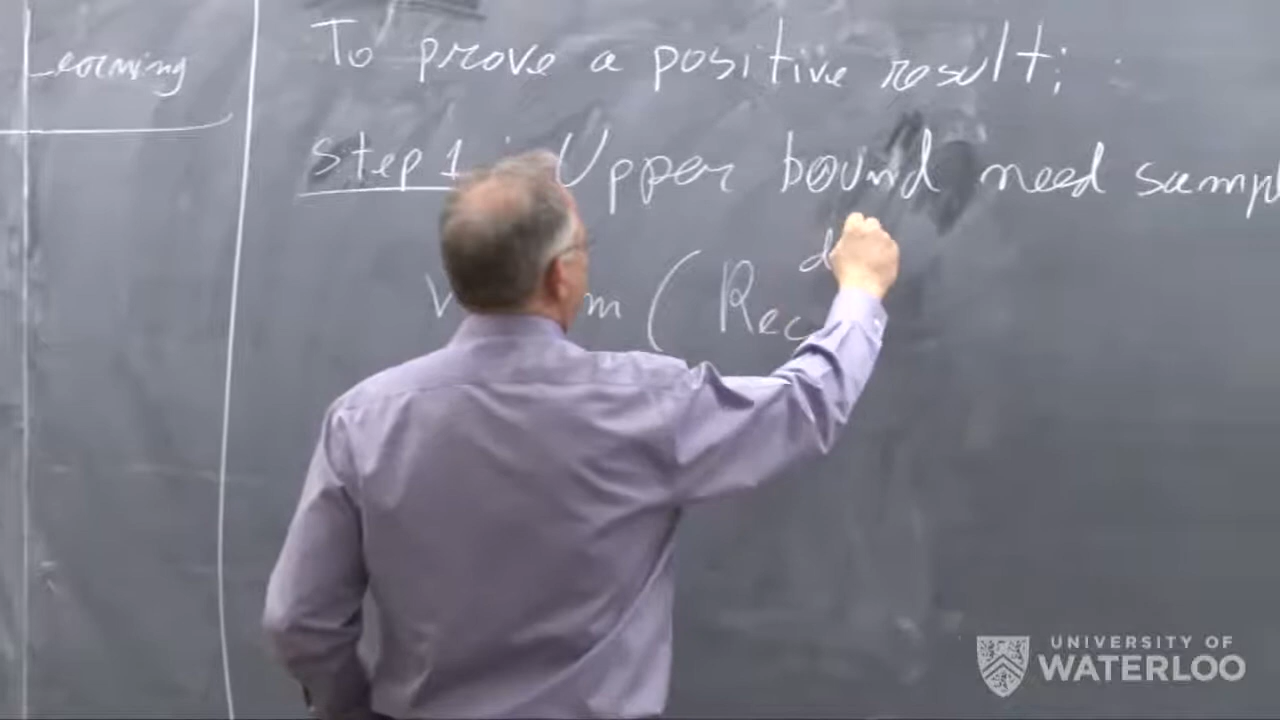 Learning
To prove a positive result;
Step 1: Upper bound need sampl
m ( Rec d
UNIVERSITY OF
WATERLOO